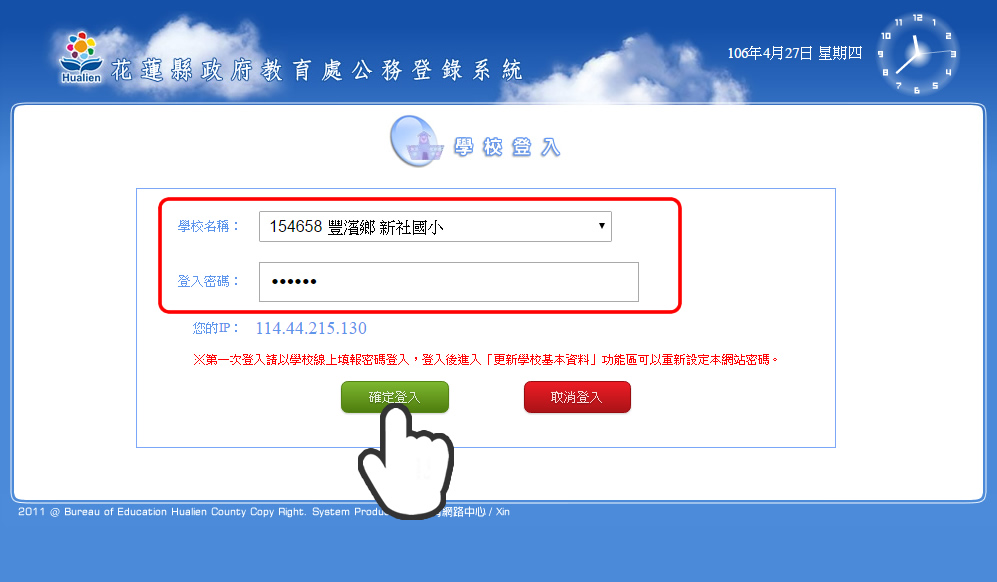 Hualien
花蓮縣政府教育處公務登錄系統
106年4月27日 星期四
12
11 1
10 2
9 3
8 4
7 5
6
學校登入
學校名稱： 154658 豐濱鄉 新社國小
登入密碼： ••••••
您的IP： 114.44.215.130
※第一次登入請以學校線上填報密碼登入，登入後進入「更新學校基本資料」功能區可以重新設定本網站密碼。
確定登入 取消登入
2011 @ Bureau of Education Hualien County Copy Right. System 網路中心 / Xin